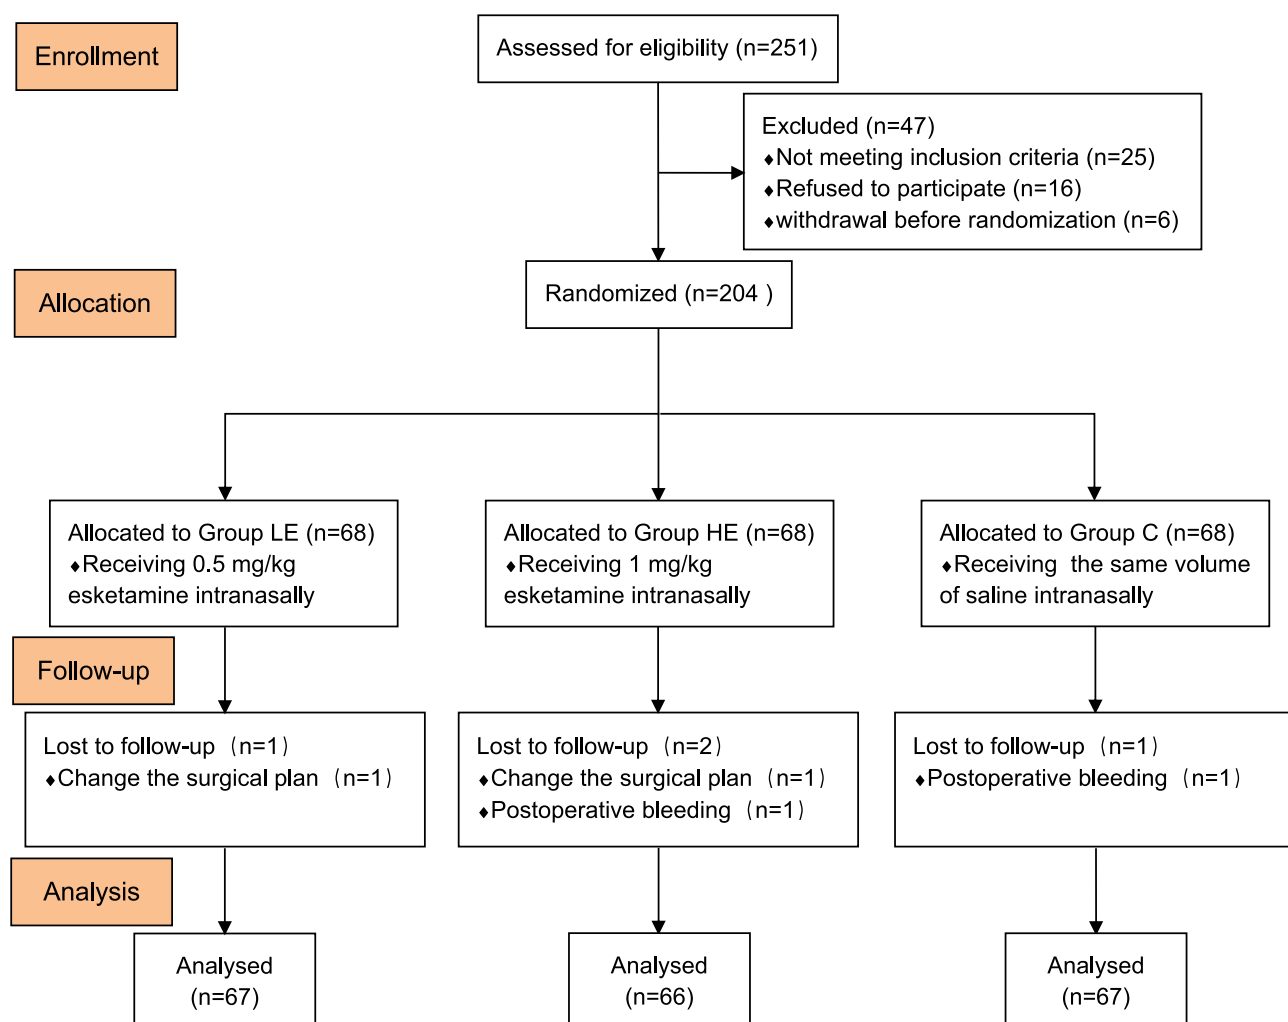 Enrollment
Assessed for eligibility (n=251)
Excluded (n=47)
♦Not meeting inclusion criteria (n=25)
♦Refused to participate (n=16)
♦withdrawal before randomization (n=6)
Allocation
Randomized (n=204 )
Allocated to Group LE (n=68)
♦Receiving 0.5 mg/kg
esketamine intranasally
Allocated to Group HE (n=68)
♦Receiving 1 mg/kg
esketamine intranasally
Allocated to Group C (n=68)
♦Receiving  the same volume
of saline intranasally
Follow-up
Lost to follow-up (n=1)
♦Change the surgical plan (n=1)
Lost to follow-up (n=2)
♦Change the surgical plan (n=1)
♦Postoperative bleeding (n=1)
Lost to follow-up (n=1)
♦Postoperative bleeding (n=1)
Analysis
Analysed
(n=67)
Analysed
(n=66)
Analysed
(n=67)